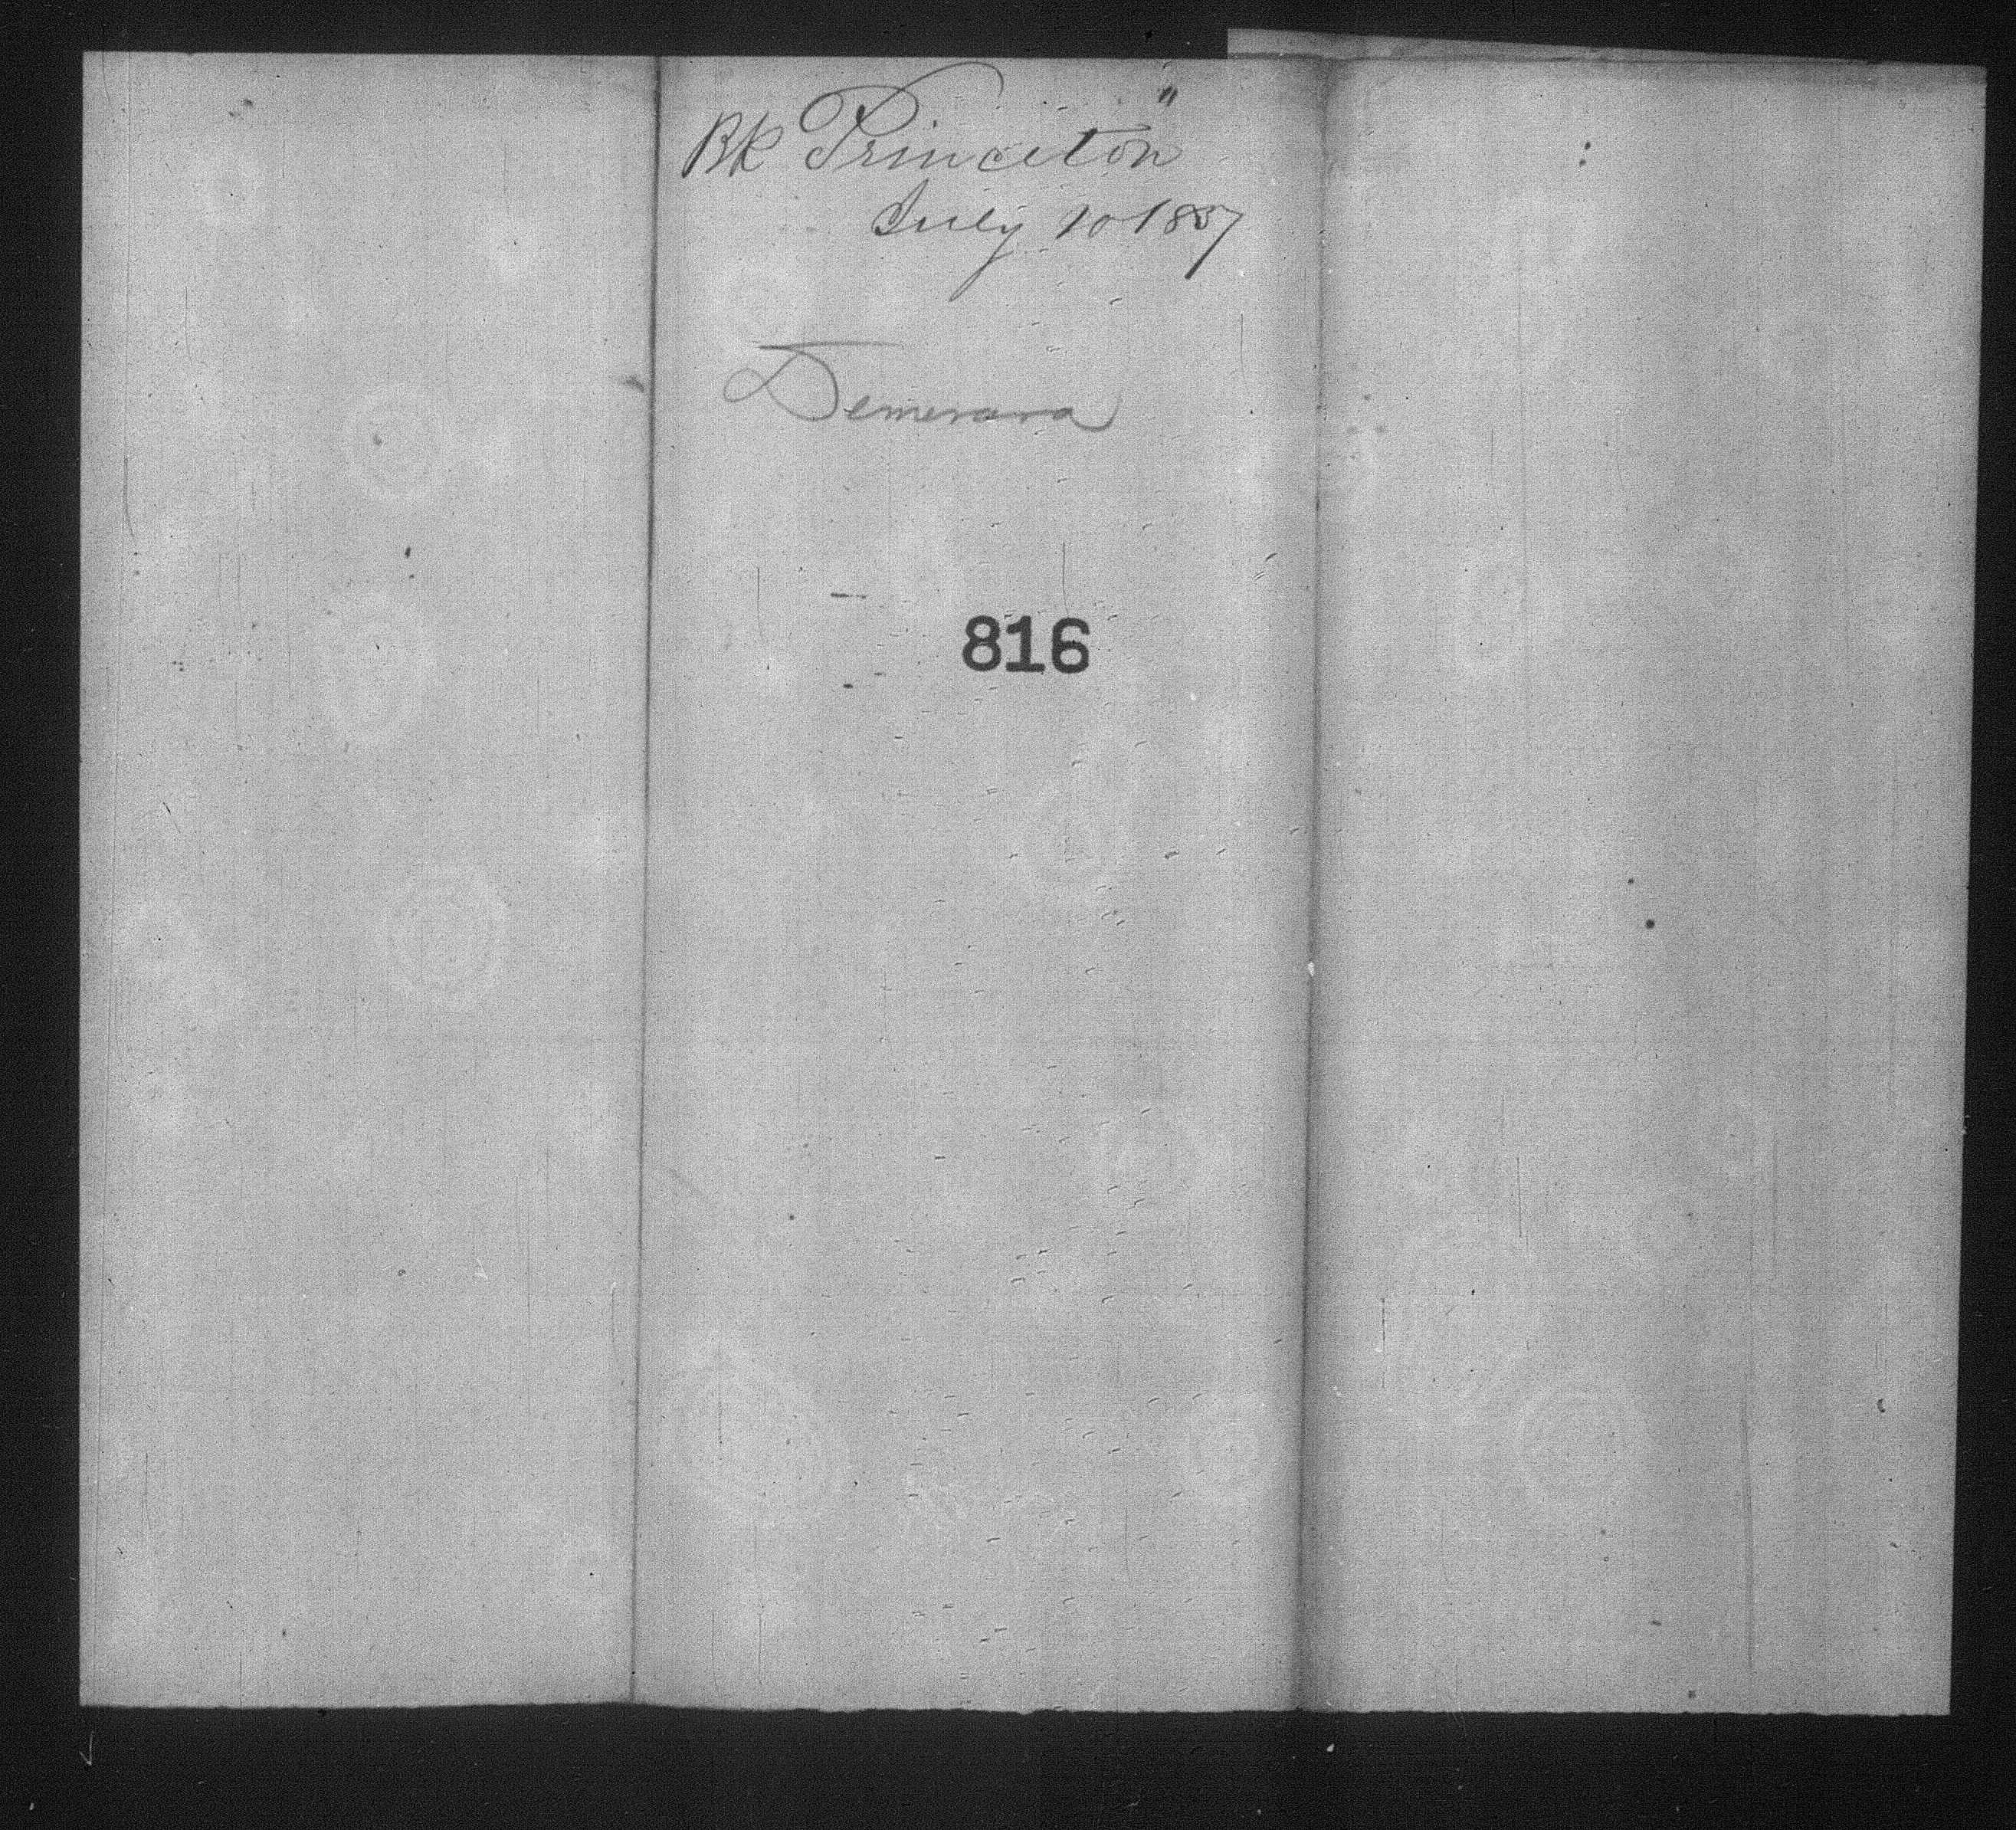 Bk Princeton"
July 10 1857
Demerara
816